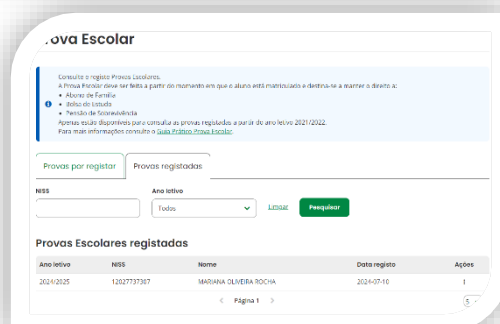 ova Escolar
Consulte e registe Provas Escolares.
A Prova Escolar deve ser feita a partir do momento em que o aluno está matriculado e destina-se a manter o direito a:
• Abono de Família
• Bolsa de Estudo
• Pensão de Sobrevivência
Apenas estão disponíveis para consulta as provas registadas a partir do ano letivo 2021/2022.
Para mais informações consulte o Guia Prático Prova Escolar.
Provas por registar Provas registadas
NISS Ano letivo
Todos Limpar Pesquisar
Provas Escolares registadas
Ano letivo NISS Nome Data registo Ações
2024/2025 12027737307 MARIANA OLIVEIRA ROCHA 2024-07-10
< Página 1 > 5